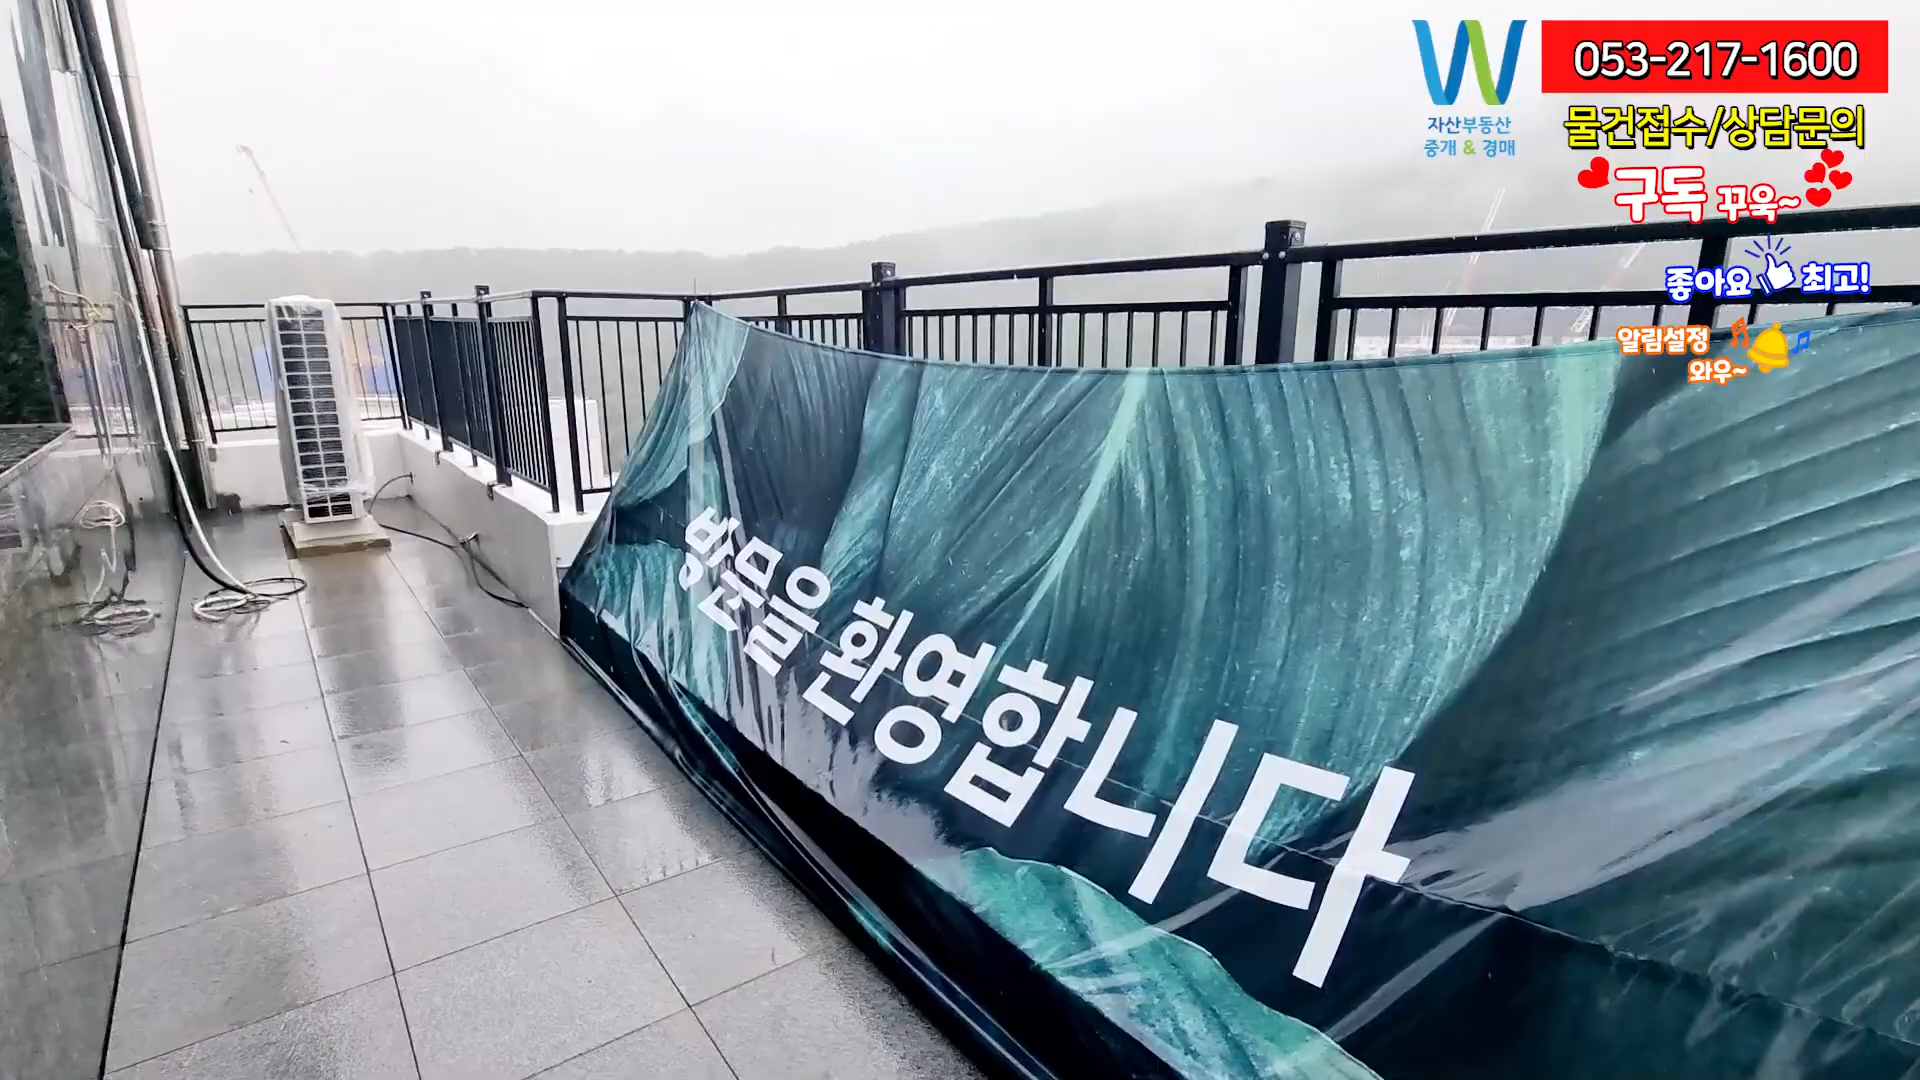 053-217-1600
자산부동산
중개 & 경매
물건접수/상담문의
구독 꾸욱~
좋아요 최고!
알림설정
와우~
방문을 환영합니다